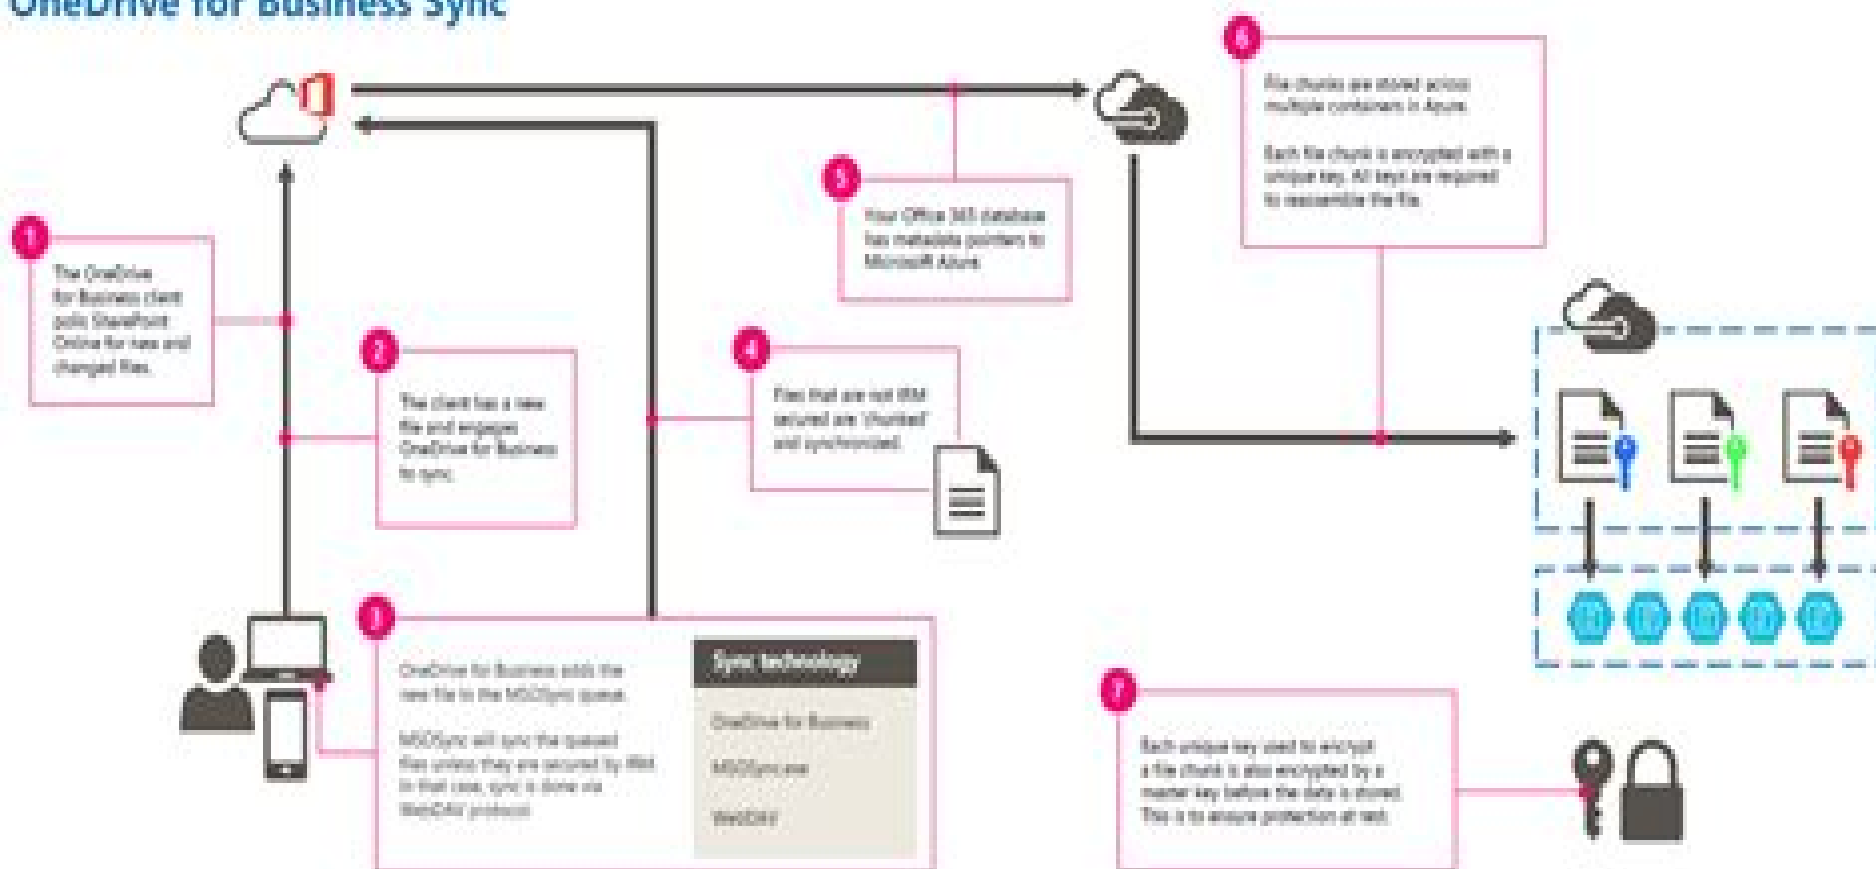 OneDrive for Business Sync
1
The OneDrive
for Business client
polls SharePoint
Online for new and
changed files.
2
The client has a new
file and engages
OneDrive for Business
to sync.
3
OneDrive for Business adds the
new file to the MSOSync queue.
MSOSync will sync the queued
files unless they are secured by IRM.
In that case, sync is done via
WebDAV protocol.
Sync technology
OneDrive for Business
MSOSync.exe
WebDAV
4
Files that are not IRM
secured are 'chunked'
and synchronized.
5
Your Office 365 database
has metadata pointers to
Microsoft Azure
6
File chunks are stored across
multiple containers in Azure.
Each file chunk is encrypted with a
unique key. All keys are required
to reassemble the file.
7
Each unique key used to encrypt
a file chunk is also encrypted by a
master key before the data is stored.
This is to ensure protection at rest.